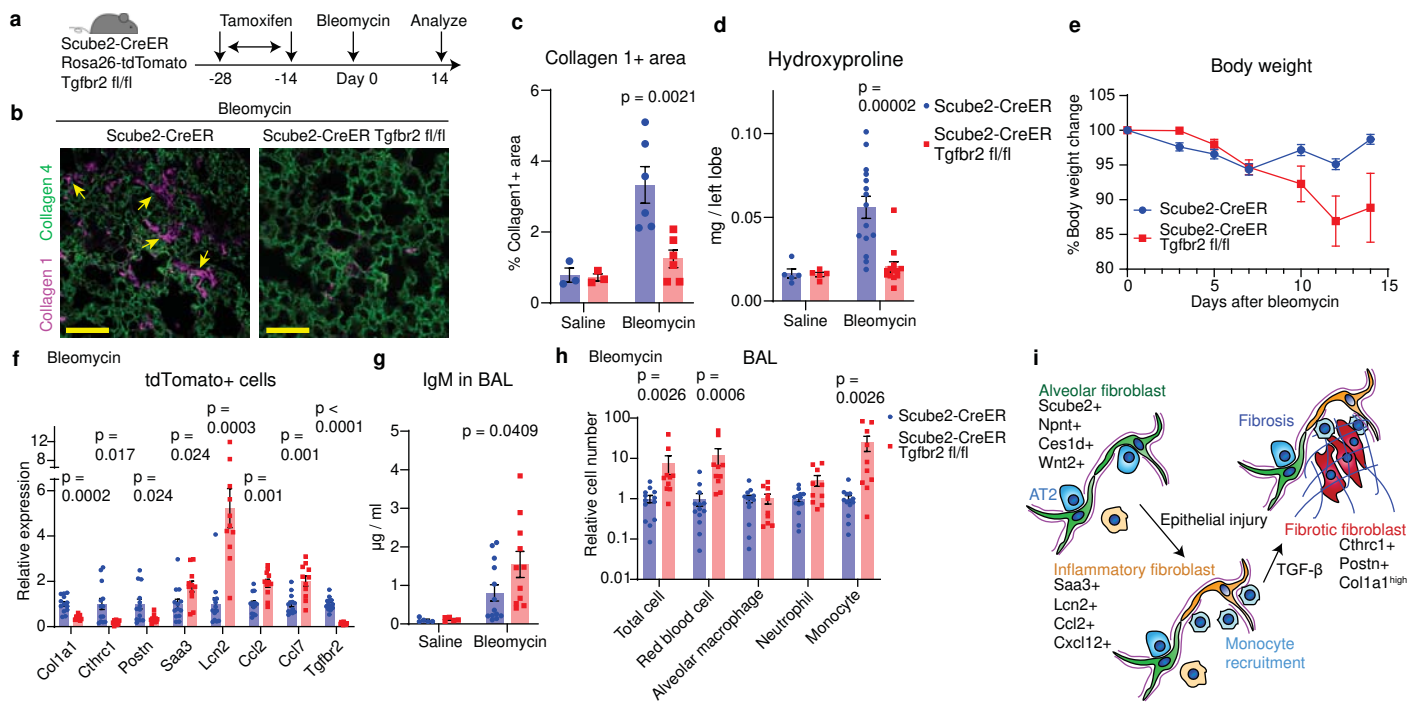 a
Tamoxifen
Bleomycin
Analyze
Scube2-CreER
Rosa26-tdTomato
Tgfbr2 fl/fl
-28
-14
Day 0
14
b
Bleomycin
Scube2-CreER
Scube2-CreER Tgfbr2 fl/fl
Collagen 1 Collagen 4
c
Collagen 1+ area
p = 0.0021
% Collagen1+ area
6
4
2
0
Saline
Bleomycin
d
Hydroxyproline
p =
0.00002
mg / left lobe
0.10
0.05
0.00
Saline
Bleomycin
Scube2-CreER
Scube2-CreER
Tgfbr2 fl/fl
e
Body weight
% Body weight change
105
100
95
90
85
80
Scube2-CreER
Scube2-CreER
Tgfbr2 fl/fl
0
5
10
15
Days after bleomycin
f
Bleomycin
tdTomato+ cells
Relative expression
12
8
6
4
2
0
p =
0.0002
p =
0.017
p =
0.024
p =
0.024
p =
0.0003
p =
0.001
p =
0.001
p <
0.0001
Col1a1
Cthrc1
Postn
Saa3
Lcn2
Ccl2
Ccl7
Tgfbr2
g
IgM in BAL
p = 0.0409
μg / ml
5
4
3
2
1
0
Saline
Bleomycin
h
Bleomycin
BAL
p =
0.0026
p =
0.0006
p =
0.0026
Relative cell number
100
10
1
0.1
0.01
Scube2-CreER
Scube2-CreER
Tgfbr2 fl/fl
Total cell
Red blood cell
Alveolar macrophage
Neutrophil
Monocyte
i
Alveolar fibroblast
Scube2+
Npnt+
Ces1d+
Wnt2+
AT2
Epithelial injury
Inflammatory fibroblast
Saa3+
Lcn2+
Ccl2+
Cxcl12+
Monocyte
recruitment
TGF-β
Fibrosis
Fibrotic fibroblast
Cthrc1+
Postn+
Col1a1high